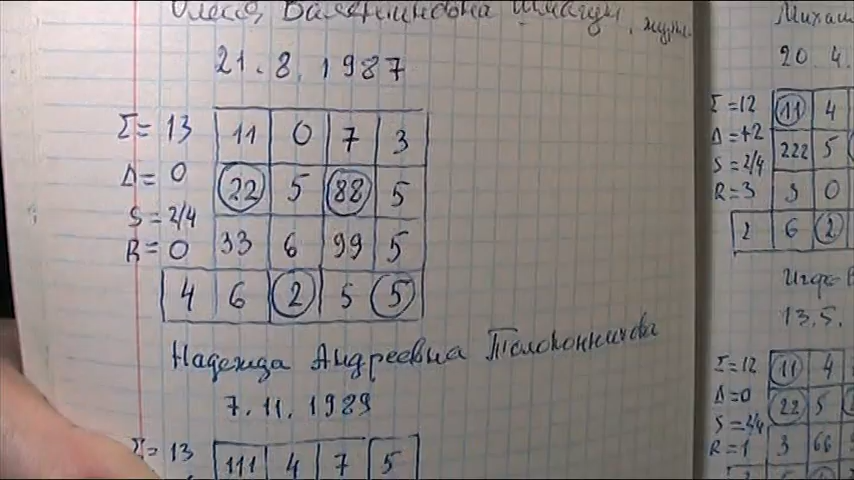 Олеся Валентиновна
21.8.1987
Σ = 13 11 0 7 3
Δ = 0 22 5 88 5
S = 2/4
R = 0 33 6 99 5
4 6 2 5 5
Надежда Андреевна Толоконникова
7.11.1989
Σ = 13 111 4 7 5
Михаи
20.4.
Σ = 12 11 4
Δ = +2 222 5
S = 2/4
R = 3 3 0
2 6 2
13.5.
Σ = 12 11 4
Δ = 0 22 5
R = 1 3 66